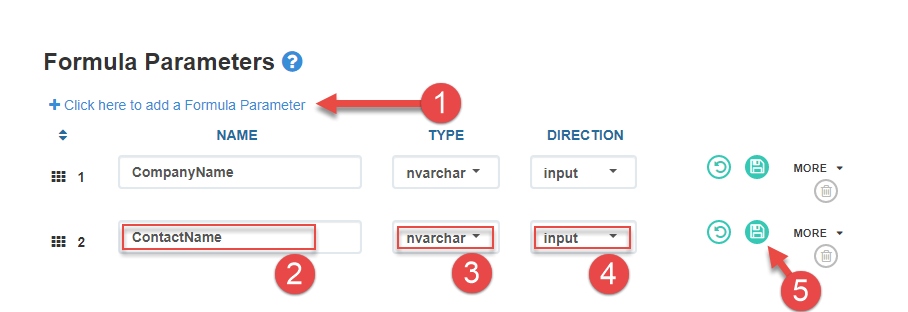 Formula Parameters ?
+ Click here to add a Formula Parameter 1
NAME TYPE DIRECTION
1 CompanyName nvarchar input MORE
2 ContactName nvarchar input MORE
2 3 4 5